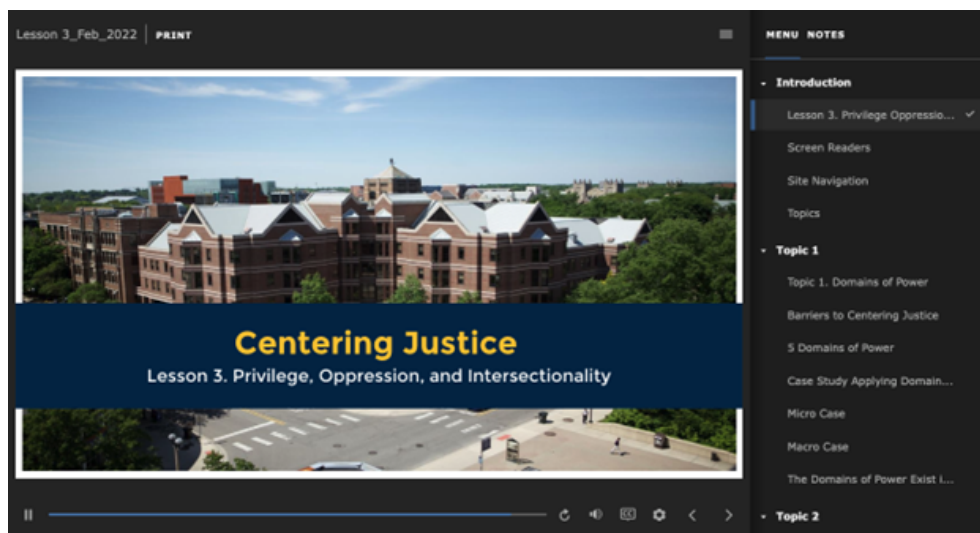 Lesson 3_Feb_2022 | PRINT
Centering Justice
Lesson 3. Privilege, Oppression, and Intersectionality
CC
MENU NOTES
Introduction
Lesson 3. Privilege Oppressio...
Screen Readers
Site Navigation
Topics
Topic 1
Topic 1. Domains of Power
Barriers to Centering Justice
5 Domains of Power
Case Study Applying Domain...
Micro Case
Macro Case
The Domains of Power Exist i...
Topic 2